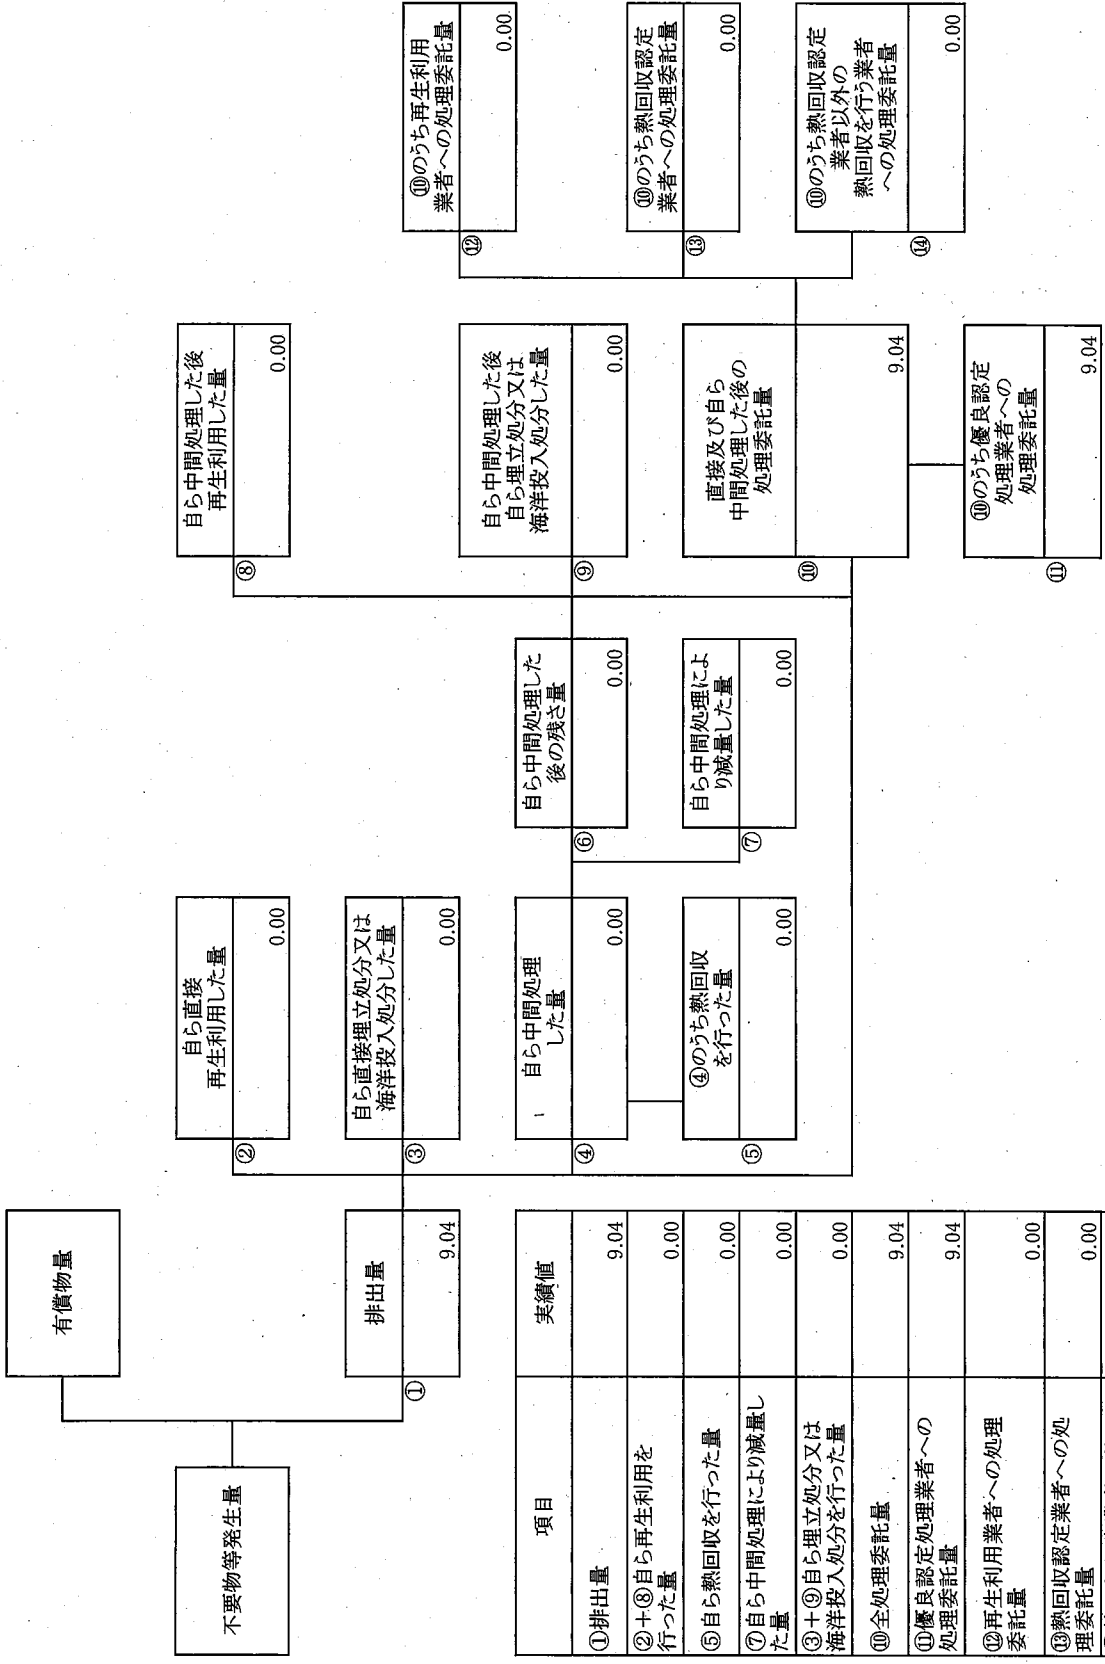 不要物等発生量
有償物量
排出量
①
9.04
自ら直接
再生利用した量
②
0.00
自ら直接埋立処分又は
海洋投入処分した量
③
0.00
自ら中間処理
した量
④
0.00
④のうち熱回収
を行った量
⑤
0.00
自ら中間処理した
後の残さ量
⑥
0.00
自ら中間処理によ
り減量した量
⑦
0.00
自ら中間処理した後
再生利用した量
⑧
0.00
自ら中間処理した後
自ら埋立処分又は
海洋投入処分した量
⑨
0.00
直接及び自ら
中間処理した後の
処理委託量
⑩
9.04
⑩のうち優良認定
処理業者への
処理委託量
⑪
9.04
⑩のうち再生利用
業者への処理委託量
⑫
0.00
⑩のうち熱回収認定
業者への処理委託量
⑬
0.00
⑩のうち熱回収認定
業者以外の
熱回収を行う業者
への処理委託量
⑭
0.00
項目 実績値
①排出量 9.04
②+⑧自ら再生利用を
行った量 0.00
⑤自ら熱回収を行った量 0.00
⑦自ら中間処理により減量し
た量 0.00
③+⑨自ら埋立処分又は
海洋投入処分を行った量 0.00
⑩全処理委託量 9.04
⑪優良認定処理業者への
処理委託量 9.04
⑫再生利用業者への処理
委託量 0.00
⑬熱回収認定業者への処
理委託量 0.00